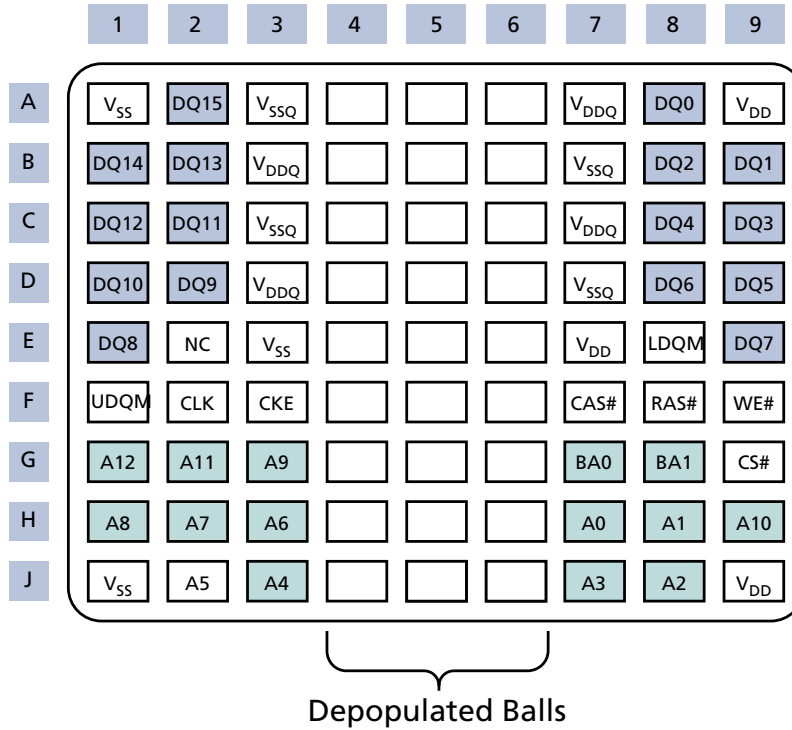 1 2 3 4 5 6 7 8 9
A VSS DQ15 VSSQ VDDQ DQ0 VDD
B DQ14 DQ13 VDDQ VSSQ DQ2 DQ1
C DQ12 DQ11 VSSQ VDDQ DQ4 DQ3
D DQ10 DQ9 VDDQ VSSQ DQ6 DQ5
E DQ8 NC VSS VDD LDQM DQ7
F UDQM CLK CKE CAS# RAS# WE#
G A12 A11 A9 BA0 BA1 CS#
H A8 A7 A6 A0 A1 A10
J VSS A5 A4 A3 A2 VDD
Depopulated Balls